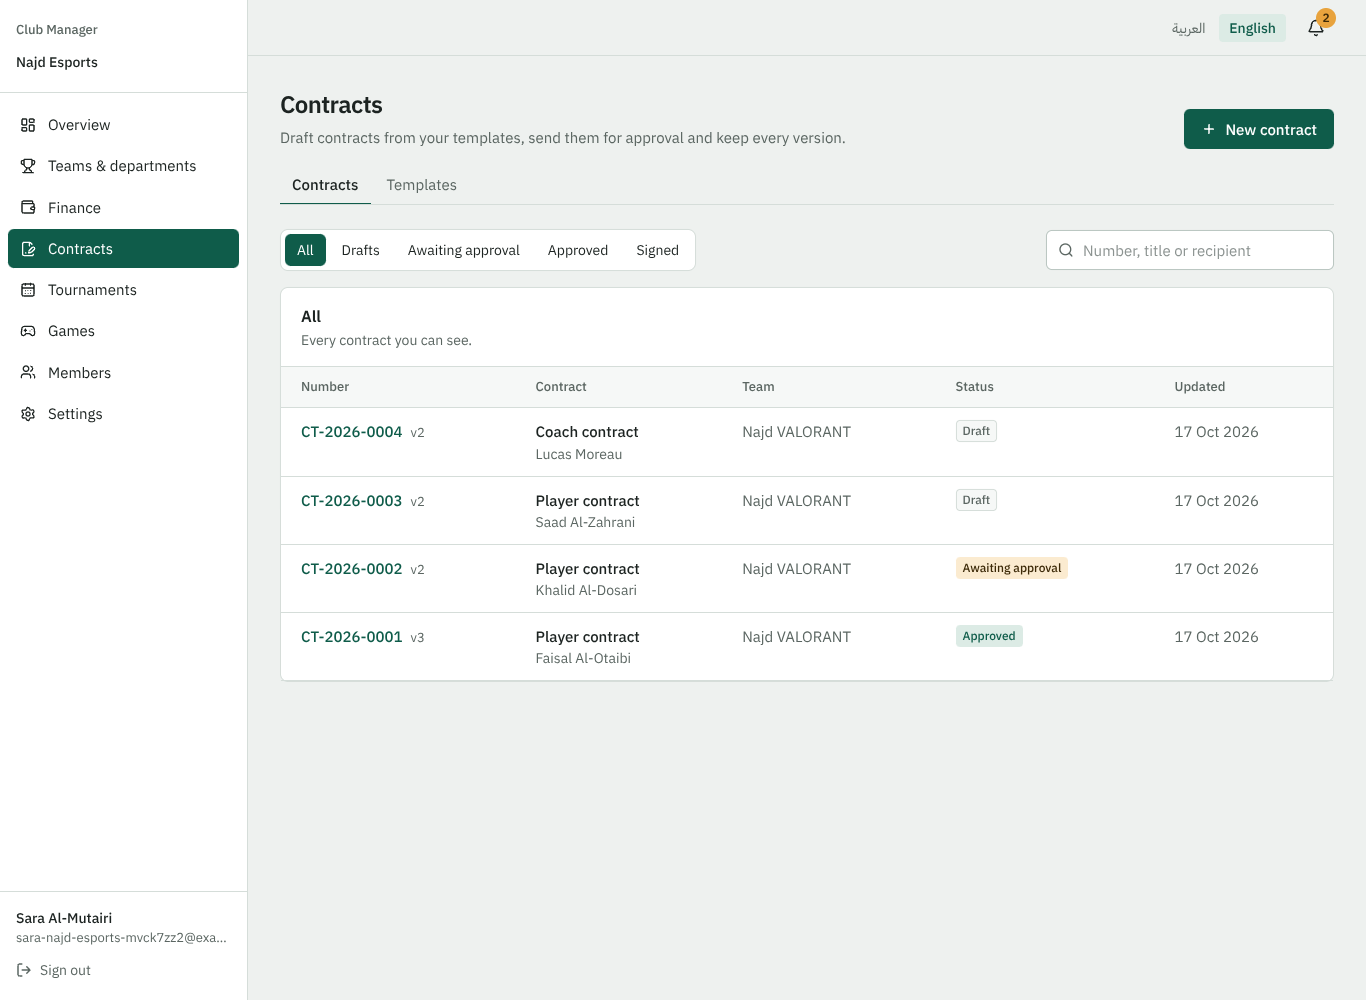 Club Manager
Najd Esports
Overview
Teams & departments
Finance
Contracts
Tournaments
Games
Members
Settings
Sara Al-Mutairi
sara-najd-esports-mvck7zz2@exa...
Sign out
العربية
English
2
Contracts
Draft contracts from your templates, send them for approval and keep every version.
New contract
Contracts Templates
All Drafts Awaiting approval Approved Signed
Number, title or recipient
All
Every contract you can see.
Number Contract Team Status Updated
CT-2026-0004 v2 Coach contract Najd VALORANT Draft 17 Oct 2026
Lucas Moreau
CT-2026-0003 v2 Player contract Najd VALORANT Draft 17 Oct 2026
Saad Al-Zahrani
CT-2026-0002 v2 Player contract Najd VALORANT Awaiting approval 17 Oct 2026
Khalid Al-Dosari
CT-2026-0001 v3 Player contract Najd VALORANT Approved 17 Oct 2026
Faisal Al-Otaibi